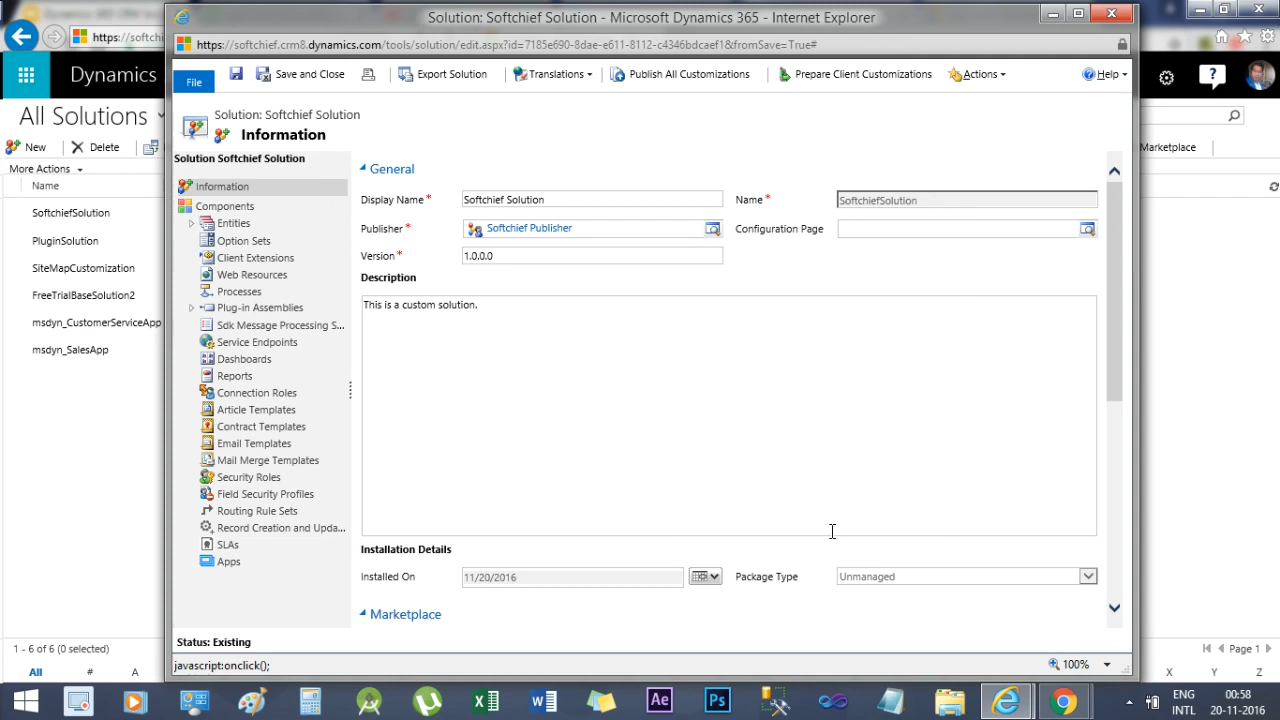 Solution: Softchief Solution - Microsoft Dynamics 365 - Internet Explorer
https://softchief.crm8.dynamics.com/tools/solution/edit.aspx?id=7185e690-8dae-e611-8112-c4346bdcaef1&fromSave=True#
https://softchi
Dynamics
File
Save and Close
Export Solution
Translations
Publish All Customizations
Prepare Client Customizations
Actions
Help
All Solutions
New
Delete
More Actions
Name
SoftchiefSolution
PluginSolution
SiteMapCustomization
FreeTrialBaseSolution2
msdyn_CustomerServiceApp
msdyn_SalesApp
1 - 6 of 6 (0 selected)
All
#
A
Solution: Softchief Solution
Information
Solution Softchief Solution
Information
Components
Entities
Option Sets
Client Extensions
Web Resources
Processes
Plug-in Assemblies
Sdk Message Processing S...
Service Endpoints
Dashboards
Reports
Connection Roles
Article Templates
Contract Templates
Email Templates
Mail Merge Templates
Security Roles
Field Security Profiles
Routing Rule Sets
Record Creation and Upda...
SLAs
Apps
General
Display Name *
Softchief Solution
Name *
SoftchiefSolution
Publisher *
Softchief Publisher
Configuration Page
Version *
1.0.0.0
Description
This is a custom solution.
Installation Details
Installed On
11/20/2016
Package Type
Unmanaged
Marketplace
Status: Existing
javascript:onclick();
100%
Marketplace
Page 1
X
Y
Z
Ae
Ps
ENG
INTL
00:58
20-11-2016